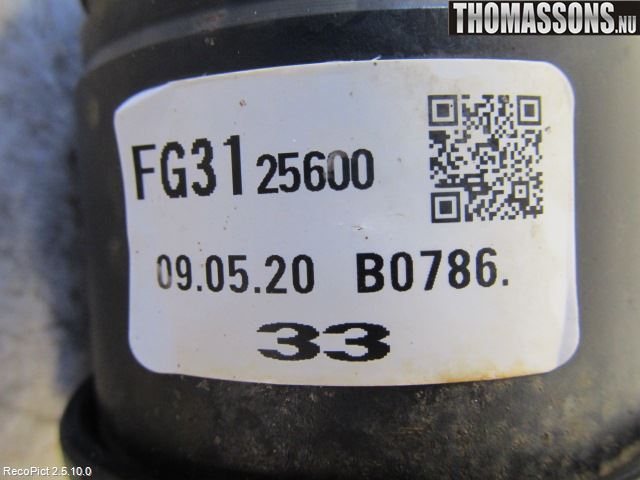 THOMASSONS.NU
FG31 25600
09.05.20 B0786.
33
RecoPict 2.5.10.0